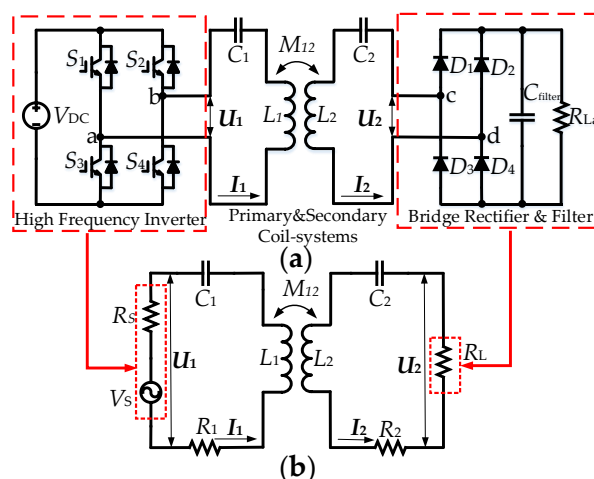 S1 S2 C1 M12 C2 D1 D2
VDC b U1 L1 L2 U2 c Cfilter
a d RLa
S3 S4 I1 I2 D3 D4
High Frequency Inverter Primary&Secondary Bridge Rectifier & Filter
Coil-systems
(a)
C1 M12 C2
RS U1 L1 L2 U2 RL
VS
R1 I1 I2 R2
(b)